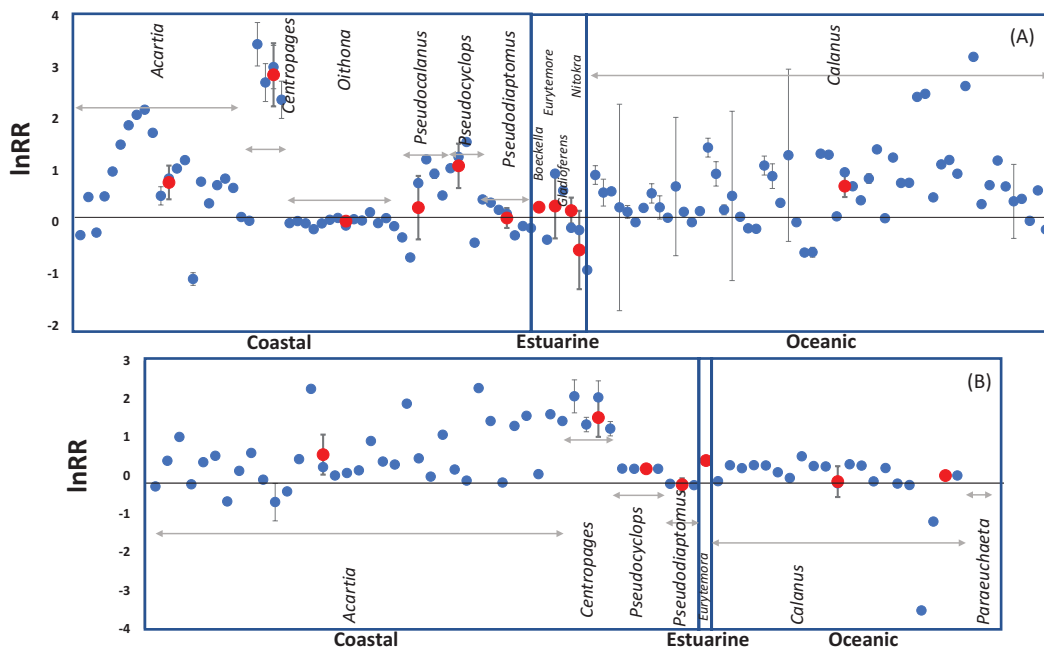 4
3
2
1
0
-1
-2
lnRR
(A)
Acartia
Centropages
Oithona
Pseudocalanus
Pseudocyclops
Pseudodiaptomus
Boeckella
Eurytemore
Gladioferens
Nitokra
Calanus
Coastal
Estuarine
Oceanic
3
2
1
0
-1
-2
-3
-4
lnRR
(B)
Acartia
Centropages
Pseudocyclops
Pseudodiaptomus
Eurytemora
Calanus
Paraeuchaeta
Coastal
Estuarine
Oceanic